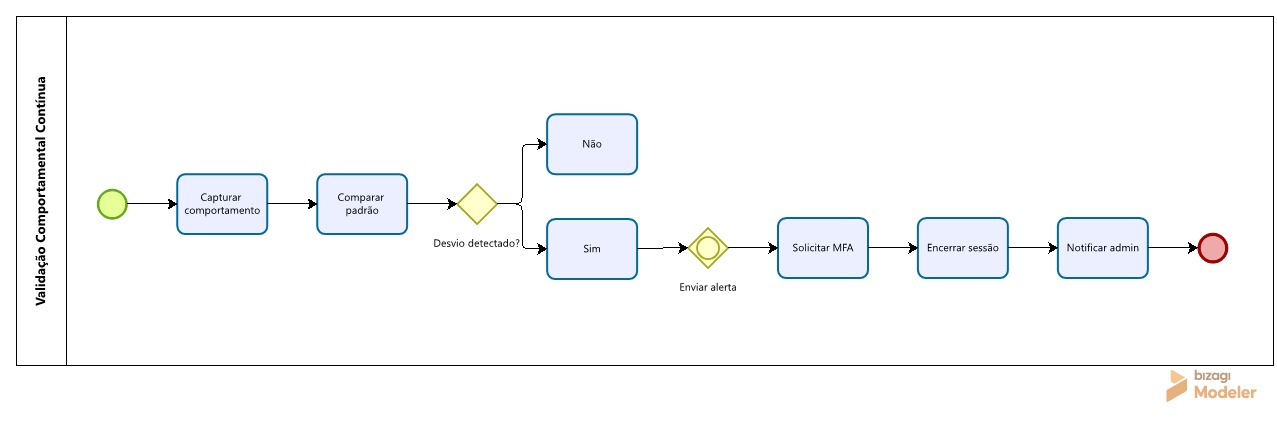 Validação Comportamental Contínua
Capturar
comportamento
Comparar
padrão
Desvio detectado?
Não
Sim
Enviar alerta
Solicitar MFA
Encerrar sessão
Notificar admin
bizagi
Modeler